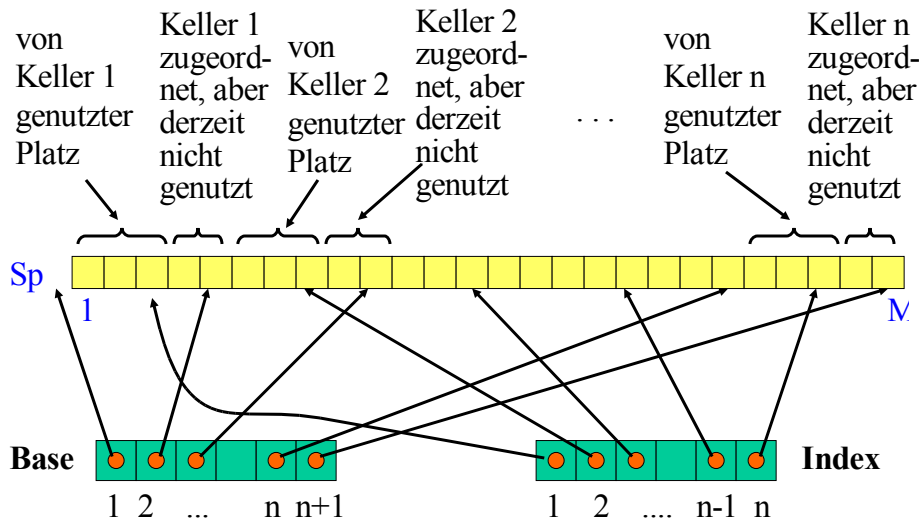 von
Keller 1
genutzter
Platz
Keller 1
zugeord-
net, aber
derzeit
nicht
genutzt
von
Keller 2
genutzter
Platz
Keller 2
zugeord-
net, aber
derzeit
nicht
genutzt
. . .
von
Keller n
genutzter
Platz
Keller n
zugeord-
net, aber
derzeit
nicht
genutzt
Sp
1
M
Base
Index
1 2 ... n n+1
1 2 .... n-1 n